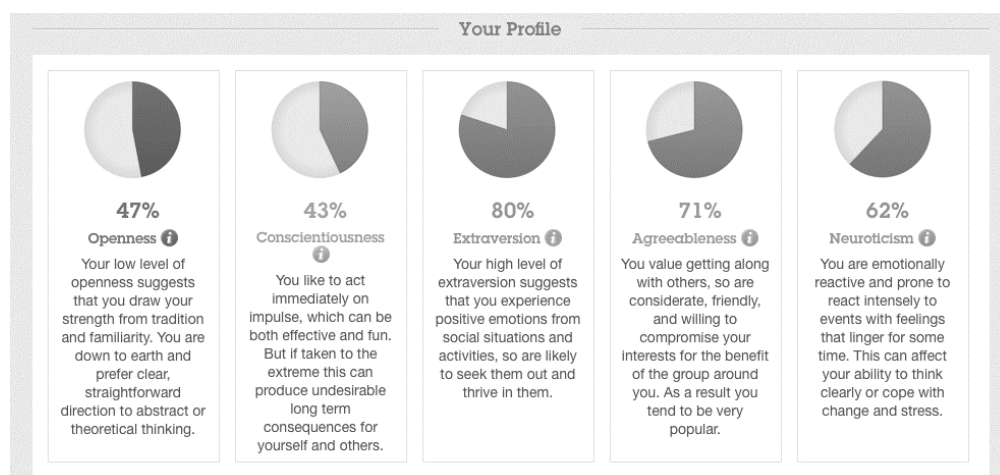 Your Profile
47%
Openness
Your low level of
openness suggests
that you draw your
strength from tradition
and familiarity. You are
down to earth and
prefer clear,
straightforward
direction to abstract or
theoretical thinking.
43%
Conscientiousness
You like to act
immediately on
impulse, which can be
both effective and fun.
But if taken to the
extreme this can
produce undesirable
long term
consequences for
yourself and others.
80%
Extraversion
Your high level of
extraversion suggests
that you experience
positive emotions from
social situations and
activities, so are likely
to seek them out and
thrive in them.
71%
Agreeableness
You value getting along
with others, so are
considerate, friendly,
and willing to
compromise your
interests for the benefit
of the group around
you. As a result you
tend to be very
popular.
62%
Neuroticism
You are emotionally
reactive and prone to
react intensely to
events with feelings
that linger for some
time. This can affect
your ability to think
clearly or cope with
change and stress.